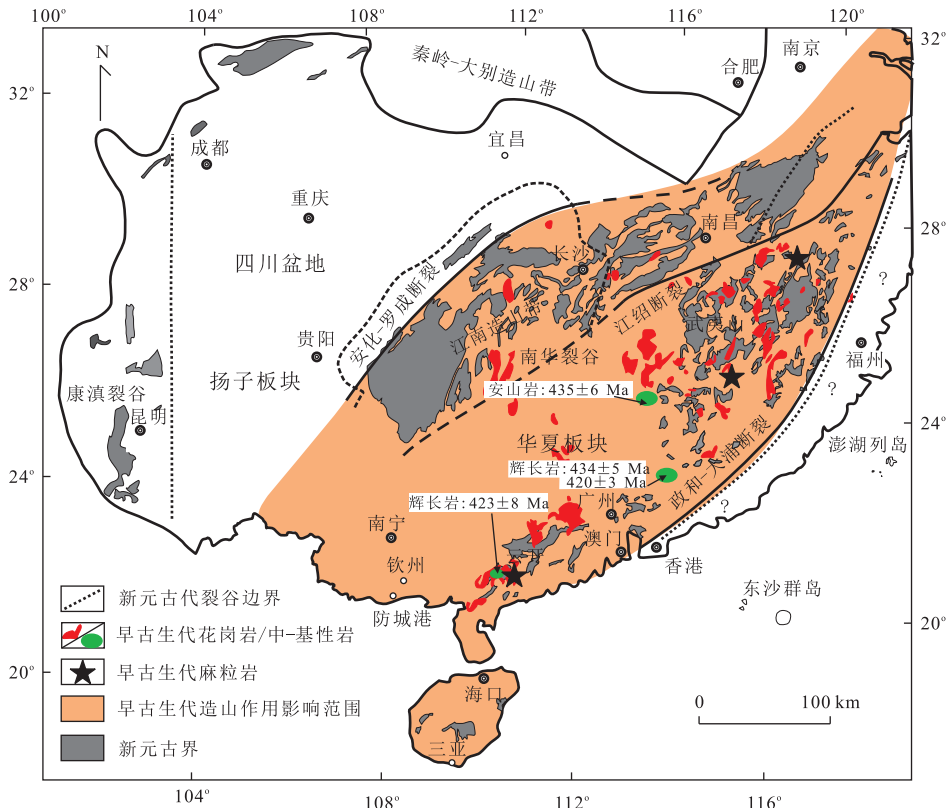 100°
104°
108°
112°
116°
120°
N
秦岭-大别造山带
合肥
南京
32°
32°
成都
宜昌
重庆
四川盆地
安化-罗成断裂
长沙
南昌
28°
28°
江南造山带
江绍断裂
武夷山
?
贵阳
南华裂谷
福州
扬子板块
康滇裂谷
昆明
安山岩:435±6 Ma
?
华夏板块
政和-大浦断裂
24°
24°
澎湖列岛
辉长岩:434±5 Ma
420±3 Ma
辉长岩:423±8 Ma
广州
?
南宁
澳门
香港
钦州
防城港
东沙群岛
20°
20°
新元古代裂谷边界
早古生代花岗岩/中-基性岩
早古生代麻粒岩
早古生代造山作用影响范围
新元古界
海口
三亚
0
100 km
104°
108°
112°
116°